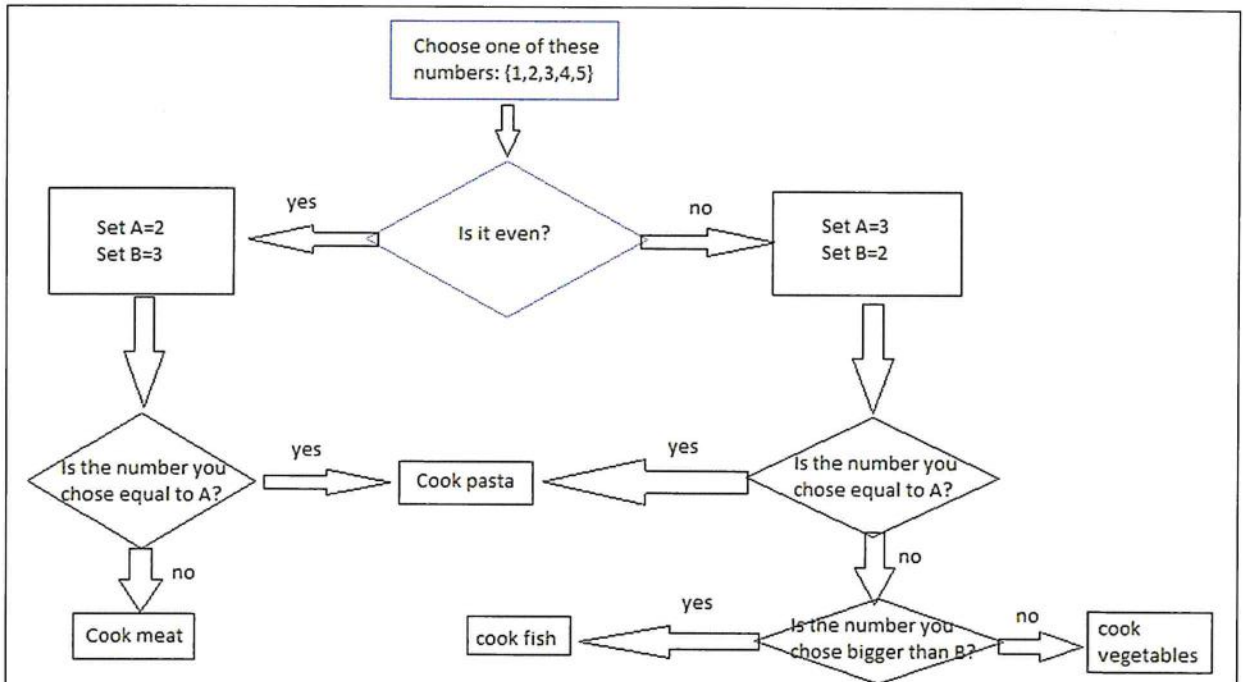 Choose one of these
numbers: {1,2,3,4,5}
yes
Is it even?
no
Set A=2
Set B=3
Set A=3
Set B=2
Is the number you
chose equal to A?
yes
Cook pasta
yes
Is the number you
chose equal to A?
no
Cook meat
no
cook fish
yes
Is the number you
chose bigger than B?
no
cook
vegetables